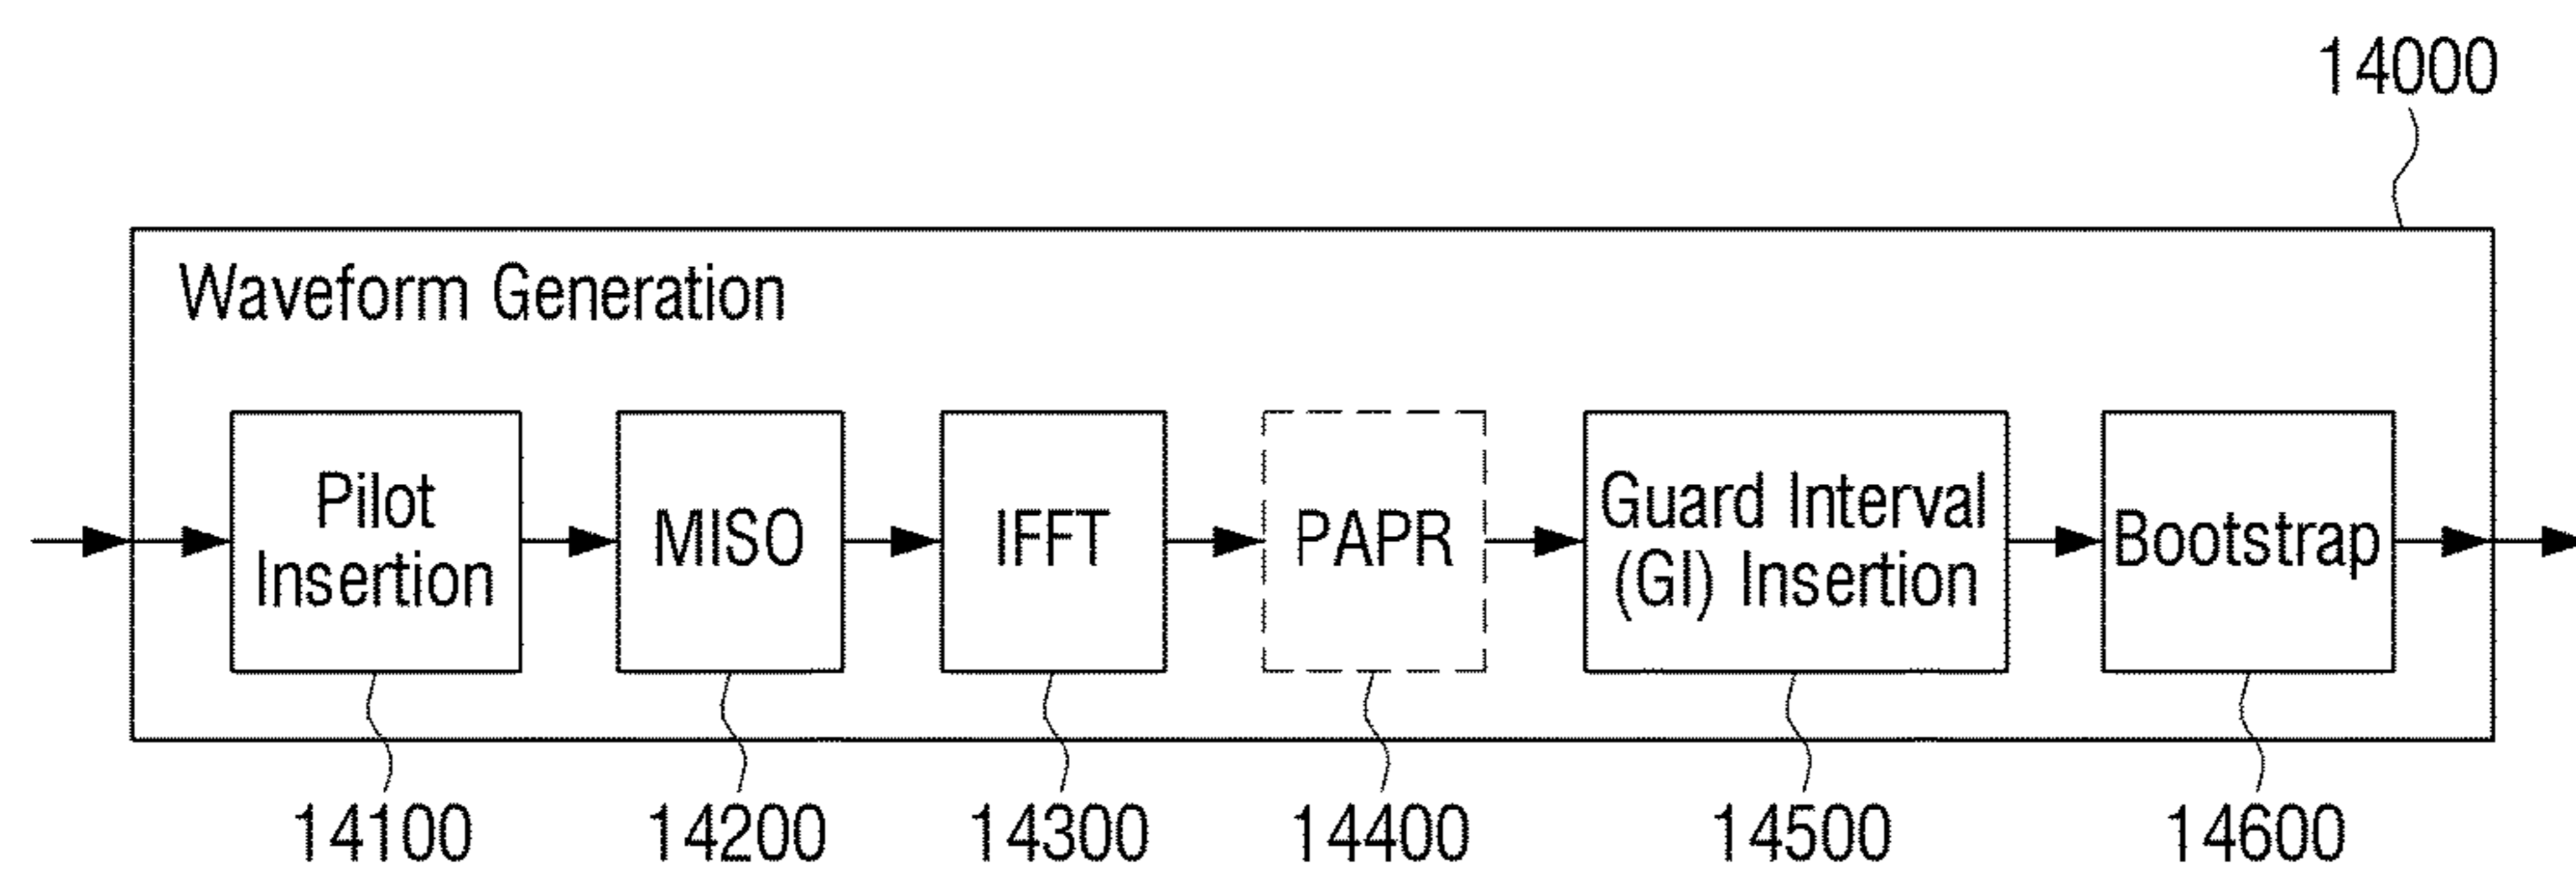 14000
Waveform Generation
Pilot
Insertion
MISO
IFFT
PAPR
Guard Interval
(GI) Insertion
Bootstrap
14100
14200
14300
14400
14500
14600